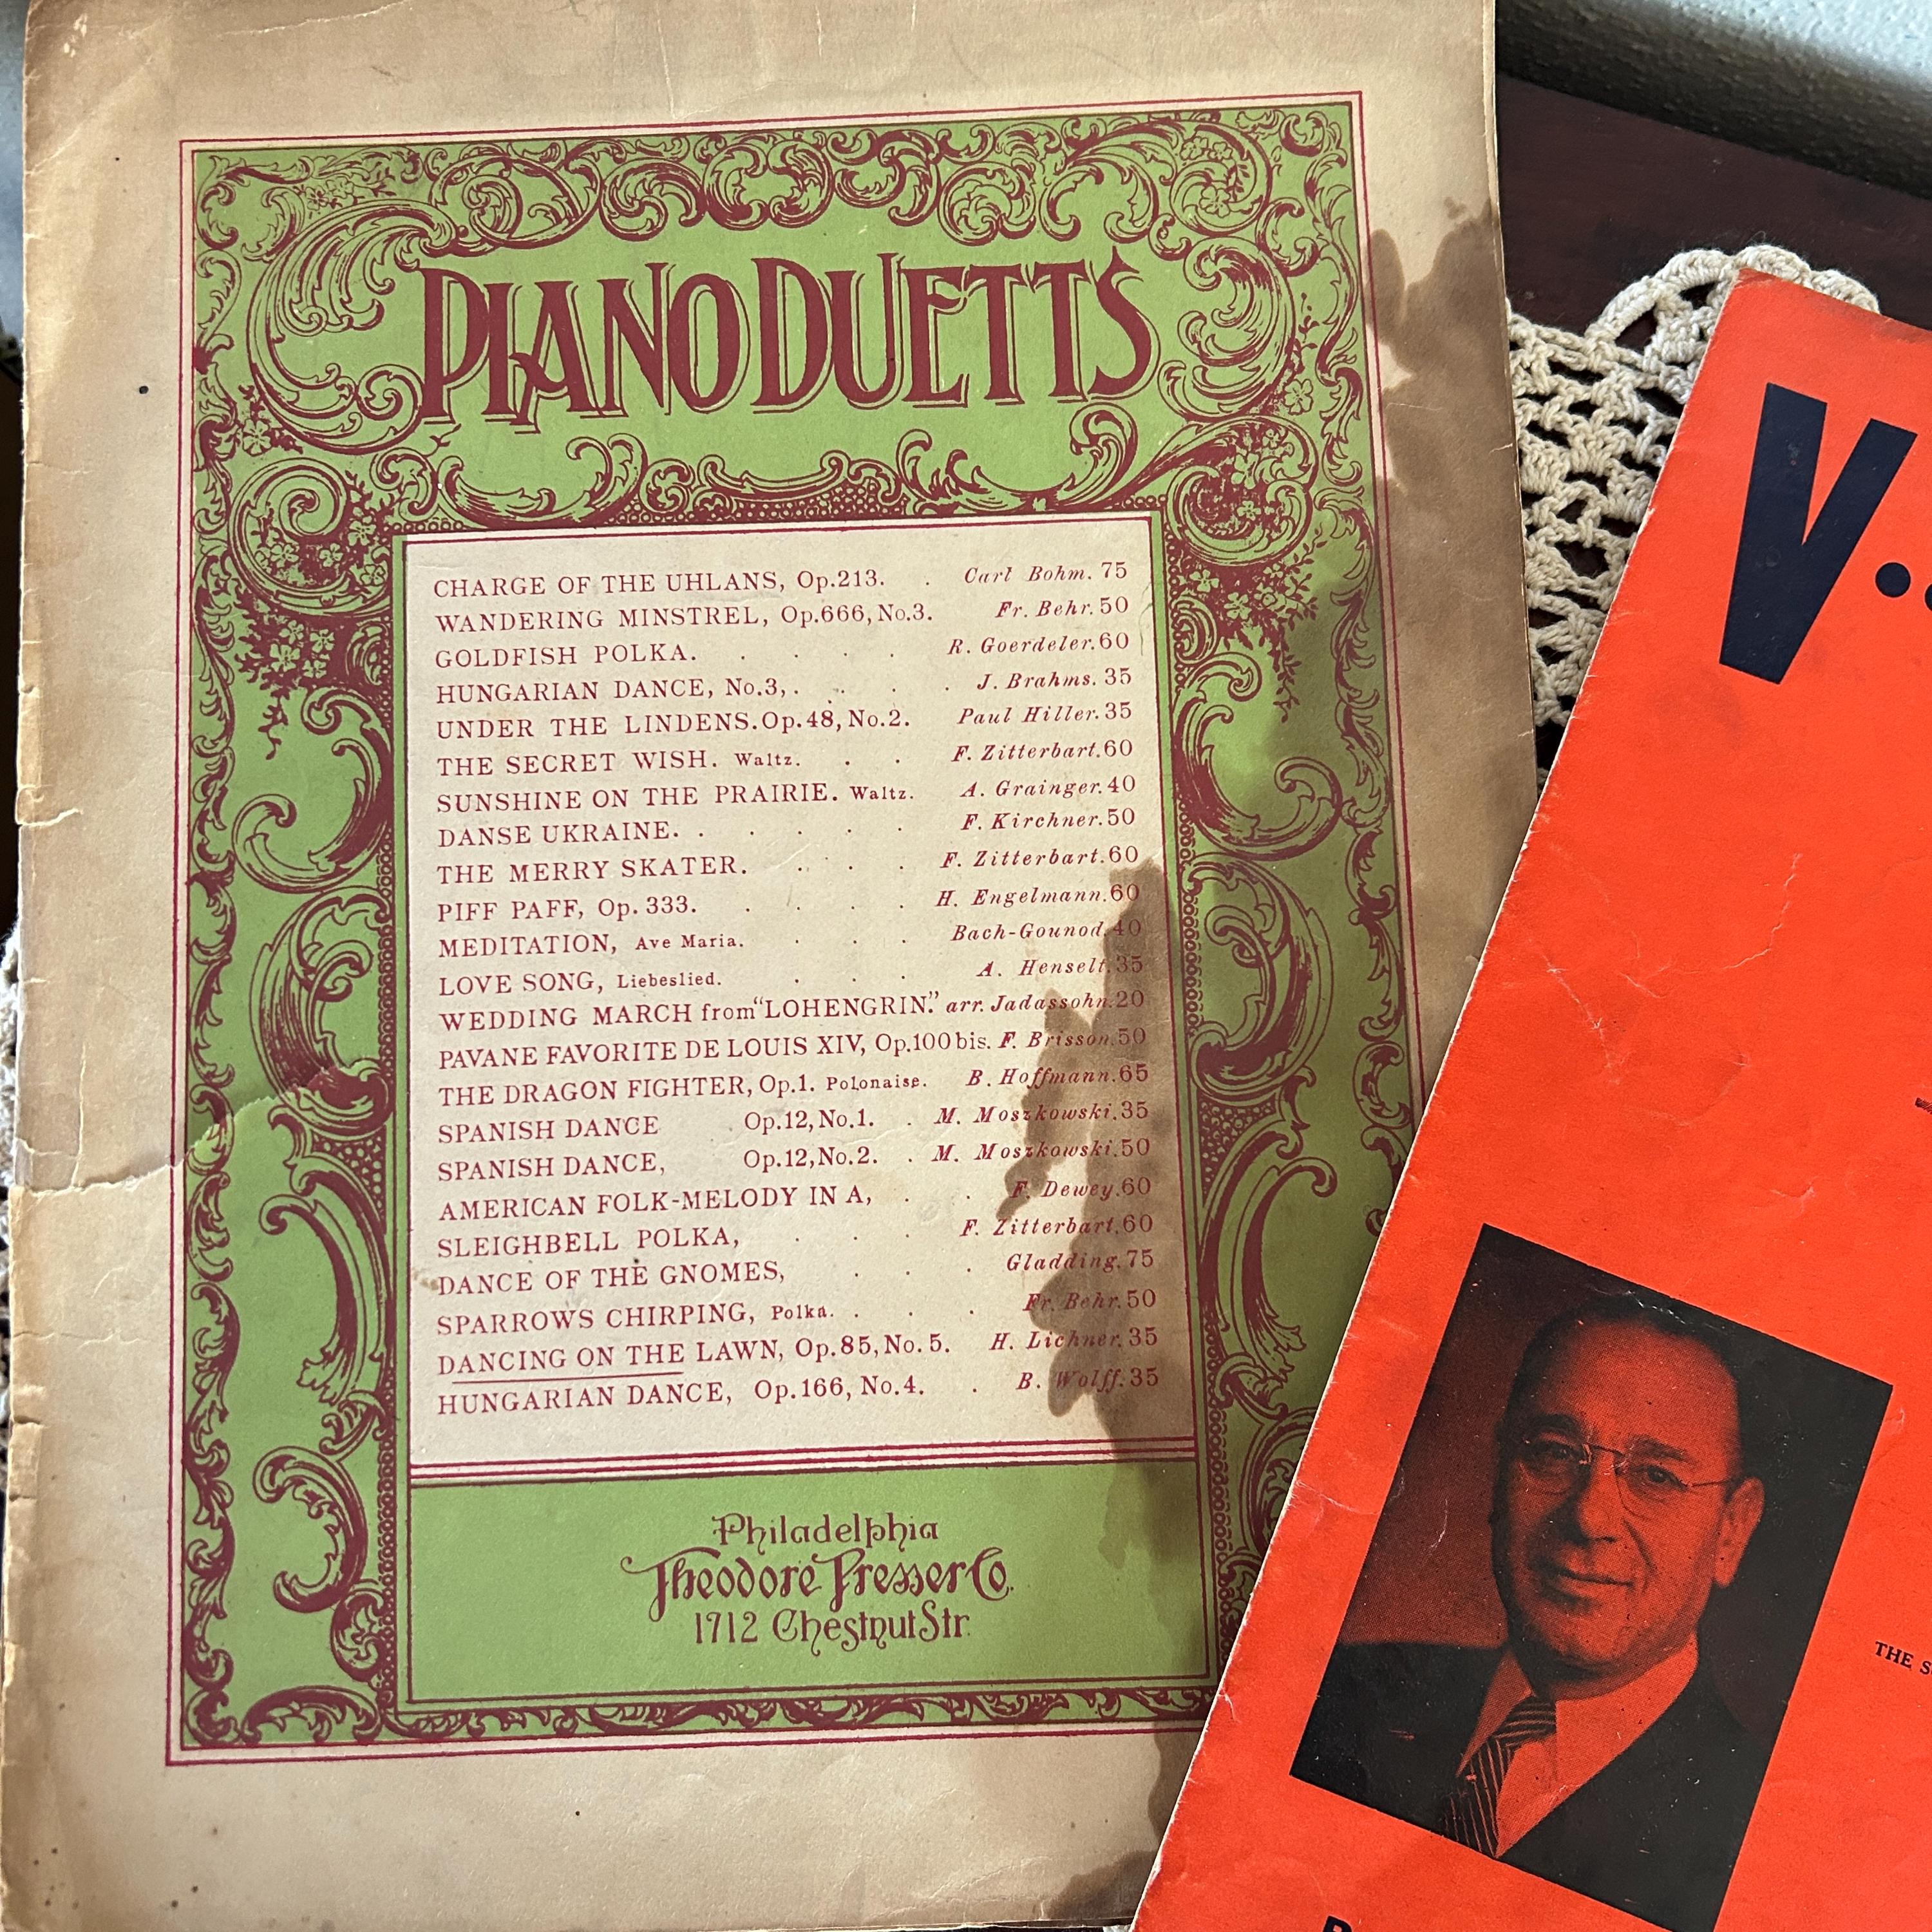 PIANO DUETTS
CHARGE OF THE UHLANS, Op.213. . Carl Bohm. 75
WANDERING MINSTREL, Op.666, No.3. Fr. Behr. 50
GOLDFISH POLKA. . . . . R. Goerdeler. 60
HUNGARIAN DANCE, No.3, . . . . J. Brahms. 35
UNDER THE LINDENS. Op.48, No.2. Paul Hiller. 35
THE SECRET WISH. Waltz. . . F. Zitterbart. 60
SUNSHINE ON THE PRAIRIE. Waltz. A. Grainger. 40
DANSE UKRAINE. . . . . . F. Kirchner. 50
THE MERRY SKATER. . . . F. Zitterbart. 60
PIFF PAFF, Op. 333. . . . . H. Engelmann. 60
MEDITATION, Ave Maria. . . . Bach-Gounod. 40
LOVE SONG, Liebeslied. . . . A. Henselt. 35
WEDDING MARCH from "LOHENGRIN." arr. Jadassohn. 20
PAVANE FAVORITE DE LOUIS XIV, Op.100 bis. F. Brisson. 50
THE DRAGON FIGHTER, Op.1. Polonaise. B. Hoffmann. 65
SPANISH DANCE Op.12, No.1. . M. Moszkowski. 35
SPANISH DANCE, Op.12, No.2. . M. Moszkowski. 50
AMERICAN FOLK-MELODY IN A, . . F. Dewey. 60
SLEIGHBELL POLKA, . . . F. Zitterbart. 60
DANCE OF THE GNOMES, . . . Gladding. 75
SPARROWS CHIRPING, Polka. . . . . Fr. Behr. 50
DANCING ON THE LAWN, Op. 85, No. 5. H. Lichner. 35
HUNGARIAN DANCE, Op. 166, No. 4. . B. Wolff. 35
Philadelphia
Theodore Presser Co.
1712 Chestnut Str.
V..
THE